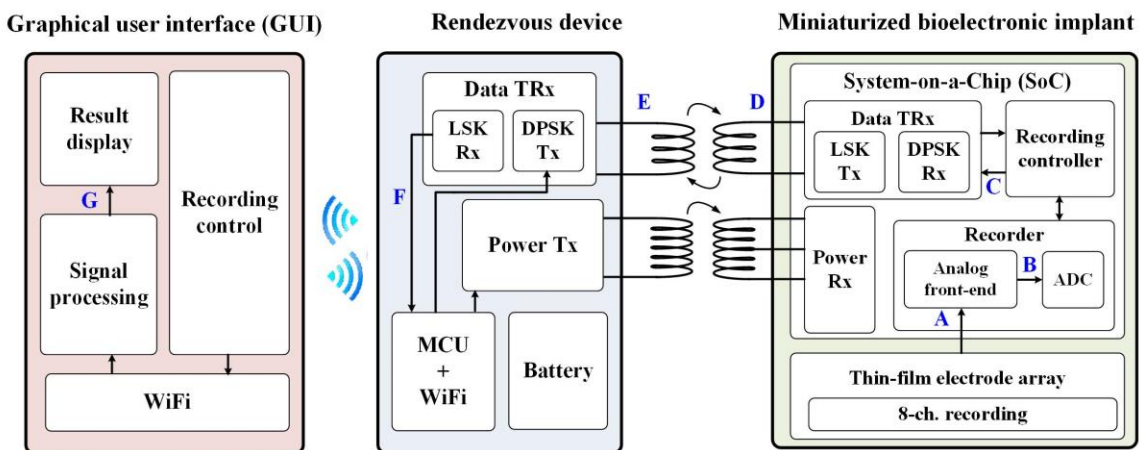 Graphical user interface (GUI)
Result
display
G
Signal
processing
Recording
control
WiFi
Rendezvous device
Data TRx
LSK
Rx
DPSK
Tx
F
Power Tx
MCU
+
WiFi
Battery
E
D
Miniaturized bioelectronic implant
System-on-a-Chip (SoC)
Data TRx
LSK
Tx
DPSK
Rx
C
Recording
controller
Power
Rx
Recorder
Analog
front-end
B
ADC
A
Thin-film electrode array
8-ch. recording